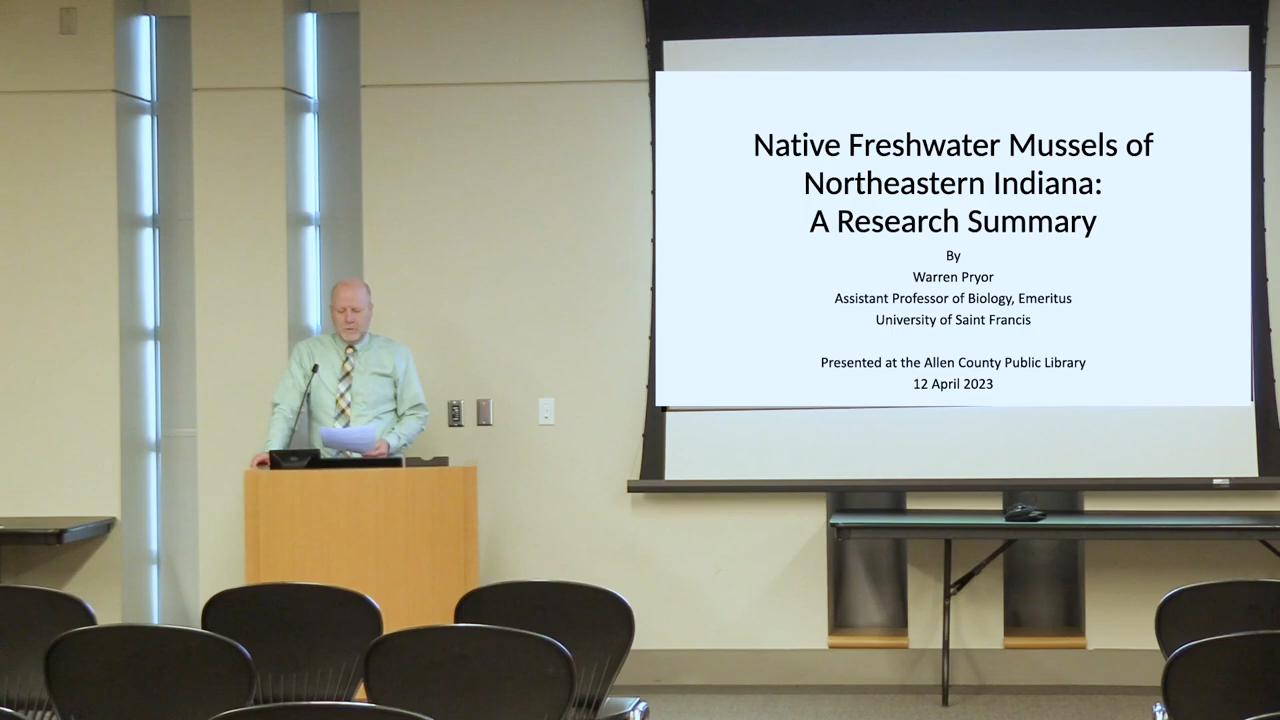 Native Freshwater Mussels of
Northeastern Indiana:
A Research Summary
By
Warren Pryor
Assistant Professor of Biology, Emeritus
University of Saint Francis
Presented at the Allen County Public Library
12 April 2023